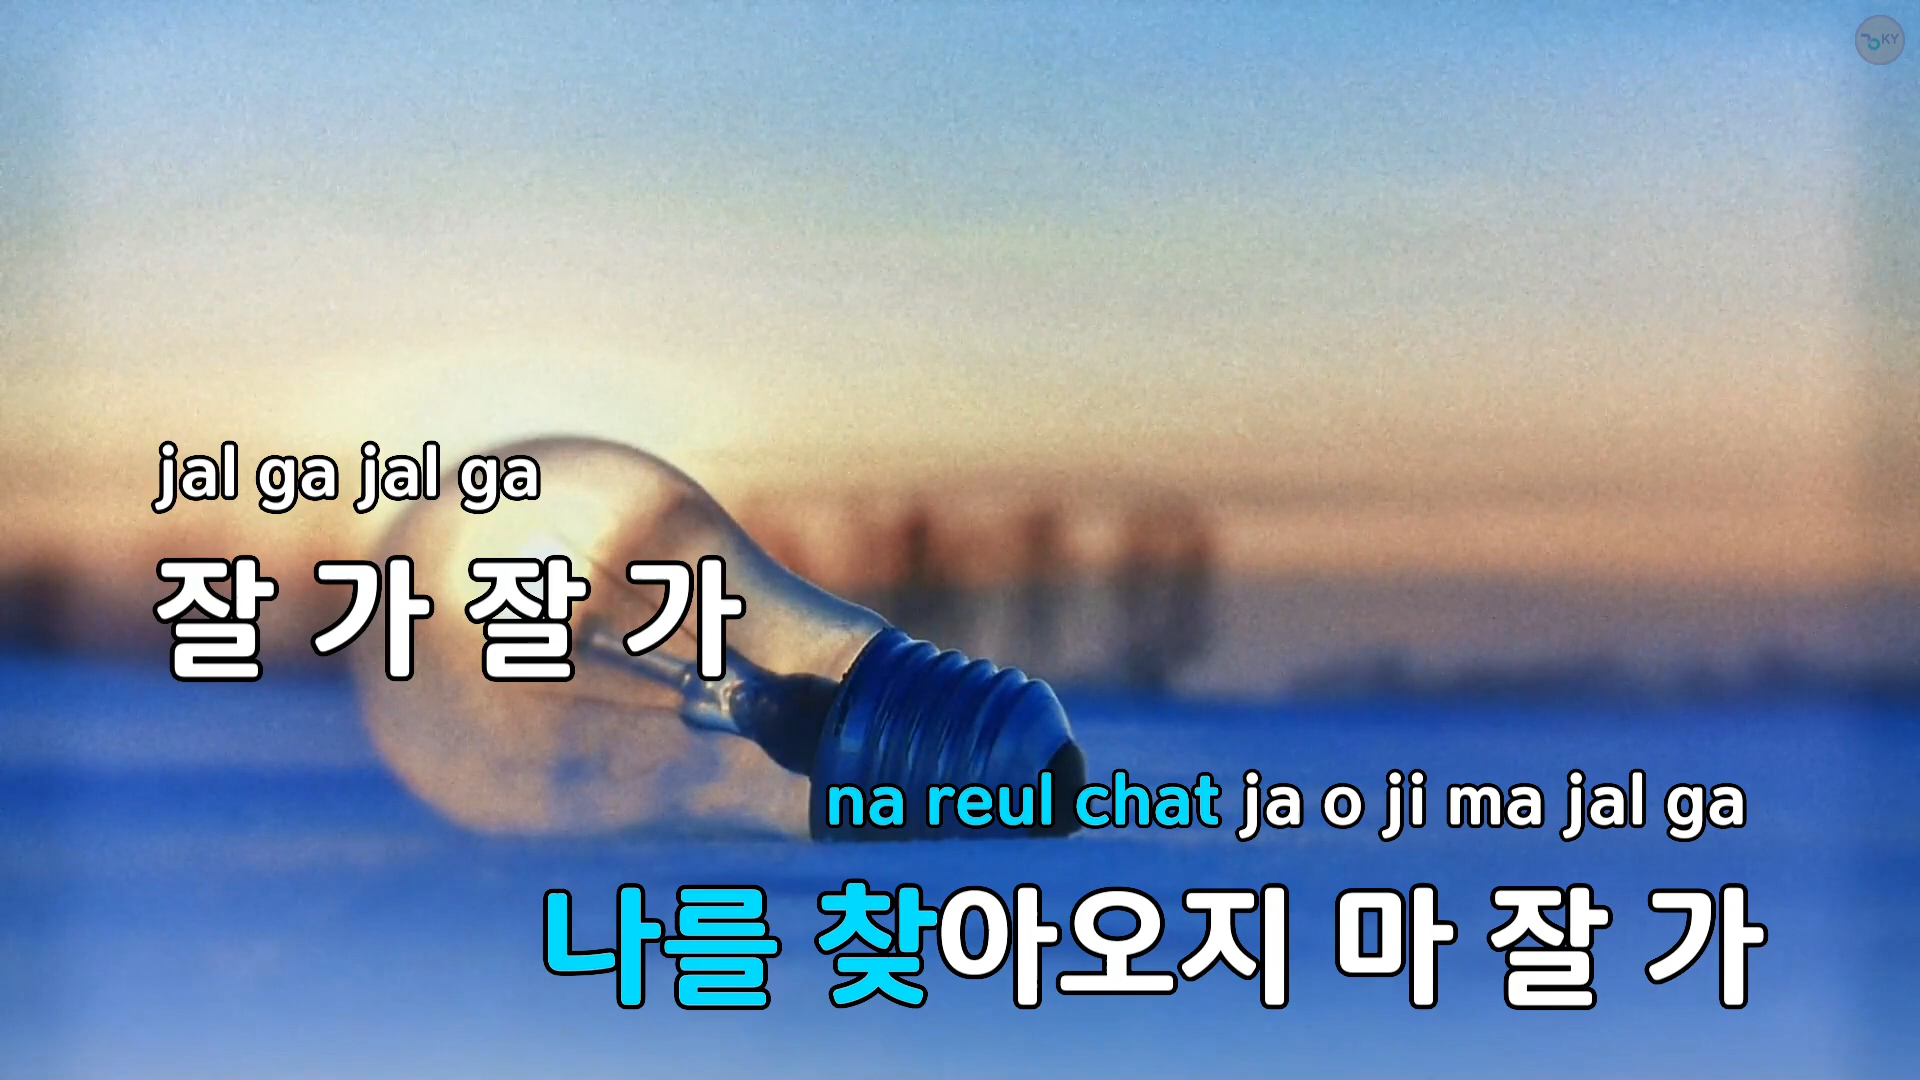 KY
jal ga jal ga
잘 가 잘 가
na reul chat ja o ji ma jal ga
나를 찾아오지 마 잘 가